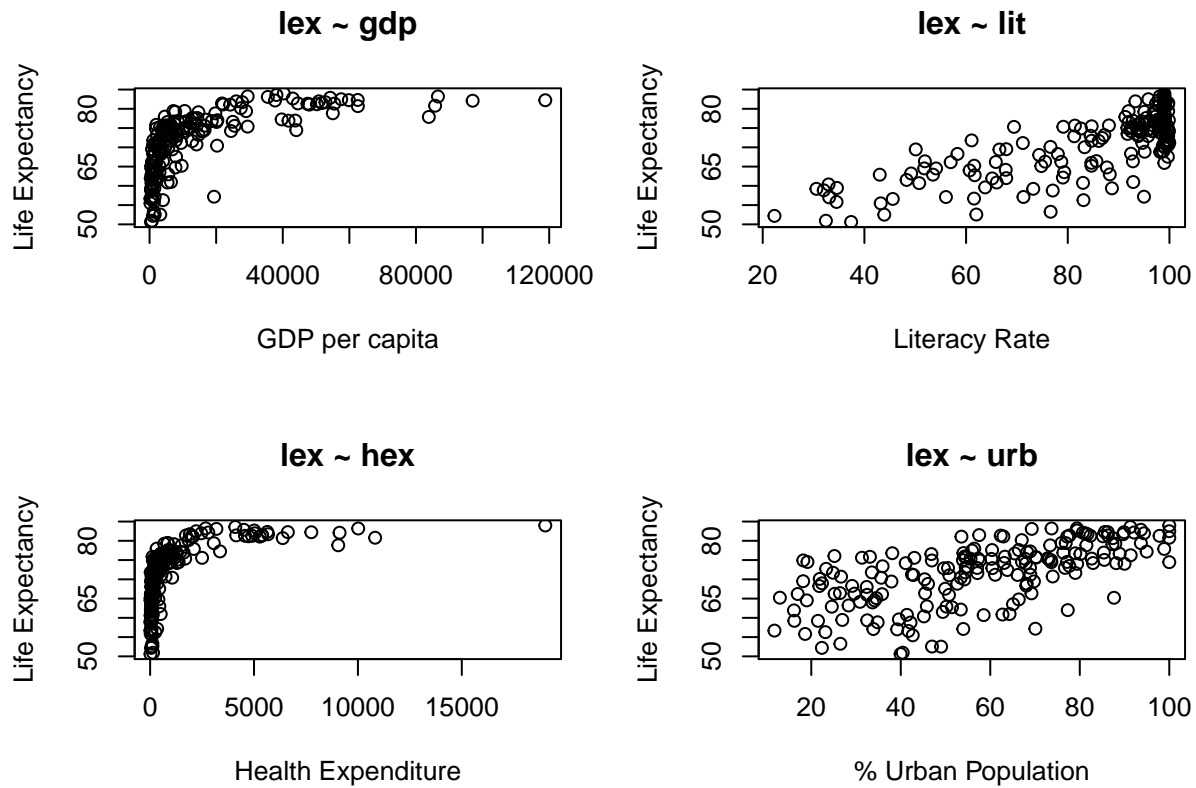 lex ~ gdp
Life Expectancy
80
65
50
0 40000 80000 120000
GDP per capita
lex ~ lit
Life Expectancy
80
65
50
20 40 60 80 100
Literacy Rate
lex ~ hex
Life Expectancy
80
65
50
0 5000 10000 15000
Health Expenditure
lex ~ urb
Life Expectancy
80
65
50
20 40 60 80 100
% Urban Population